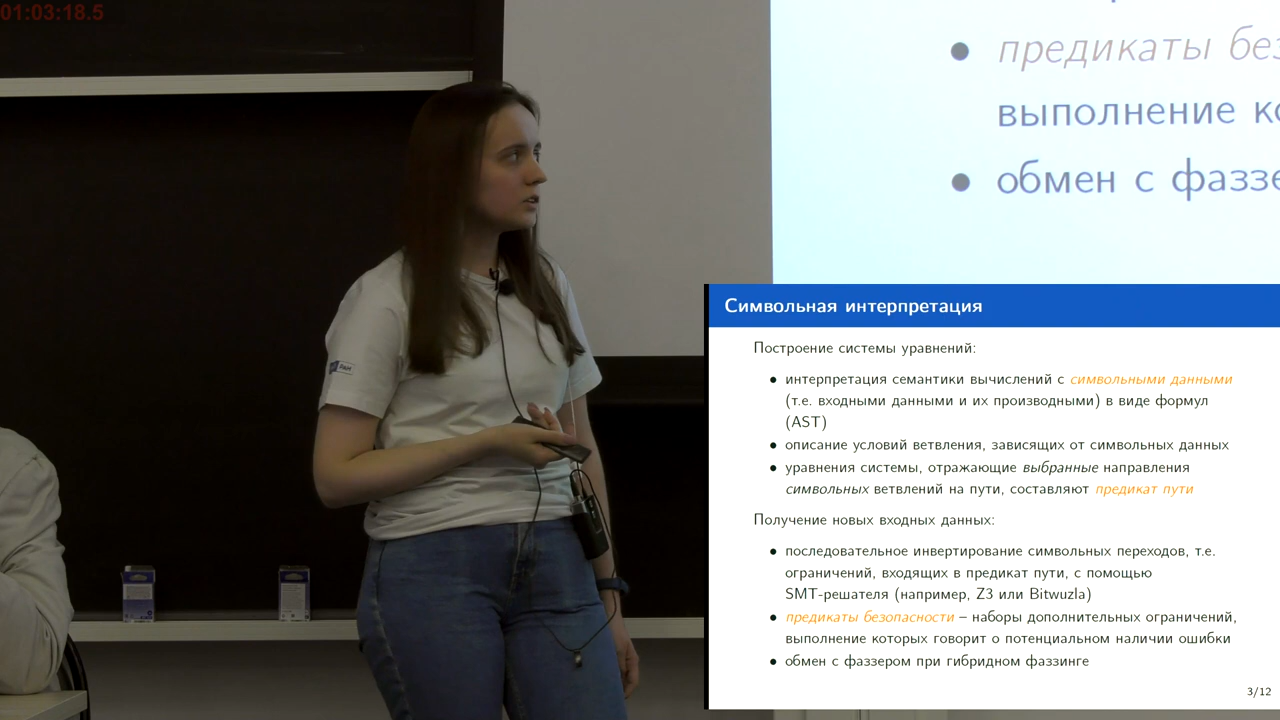 01:03:18.5
предикаты без
выполнение ко
обмен с фаззе
РАН
Символьная интерпретация
Построение системы уравнений:
• интерпретация семантики вычислений с символьными данными
(т.е. входными данными и их производными) в виде формул
(AST)
• описание условий ветвления, зависящих от символьных данных
• уравнения системы, отражающие выбранные направления
символьных ветвлений на пути, составляют предикат пути
Получение новых входных данных:
• последовательное инвертирование символьных переходов, т.е.
ограничений, входящих в предикат пути, с помощью
SMT-решателя (например, Z3 или Bitwuzla)
• предикаты безопасности – наборы дополнительных ограничений,
выполнение которых говорит о потенциальном наличии ошибки
• обмен с фаззером при гибридном фаззинге
3/12